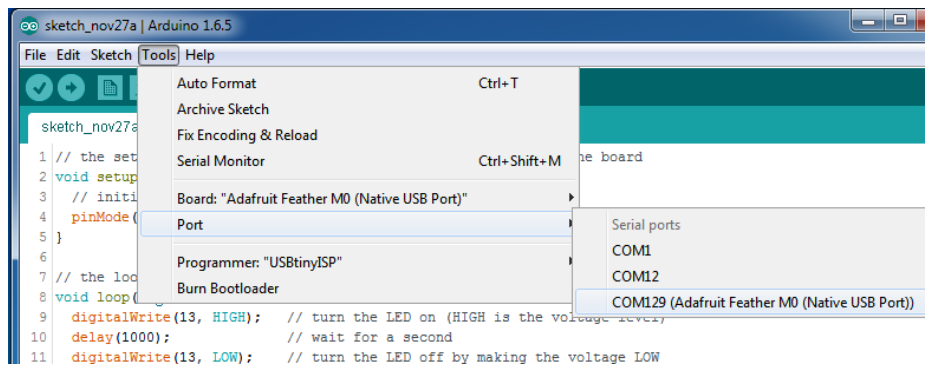 sketch_nov27a | Arduino 1.6.5
File Edit Sketch Tools Help
Auto Format Ctrl+T
Archive Sketch
Fix Encoding & Reload
Serial Monitor Ctrl+Shift+M
Board: "Adafruit Feather M0 (Native USB Port)"
Port
Programmer: "USBtinyISP"
Burn Bootloader
Serial ports
COM1
COM12
COM129 (Adafruit Feather M0 (Native USB Port))
sketch_nov27a
1 // the set board
2 void setup
3 // initi
4 pinMode(
5 }
6
7 // the loo
8 void loop(
9 digitalWrite(13, HIGH); // turn the LED on (HIGH is the voltage level)
10 delay(1000); // wait for a second
11 digitalWrite(13, LOW); // turn the LED off by making the voltage LOW